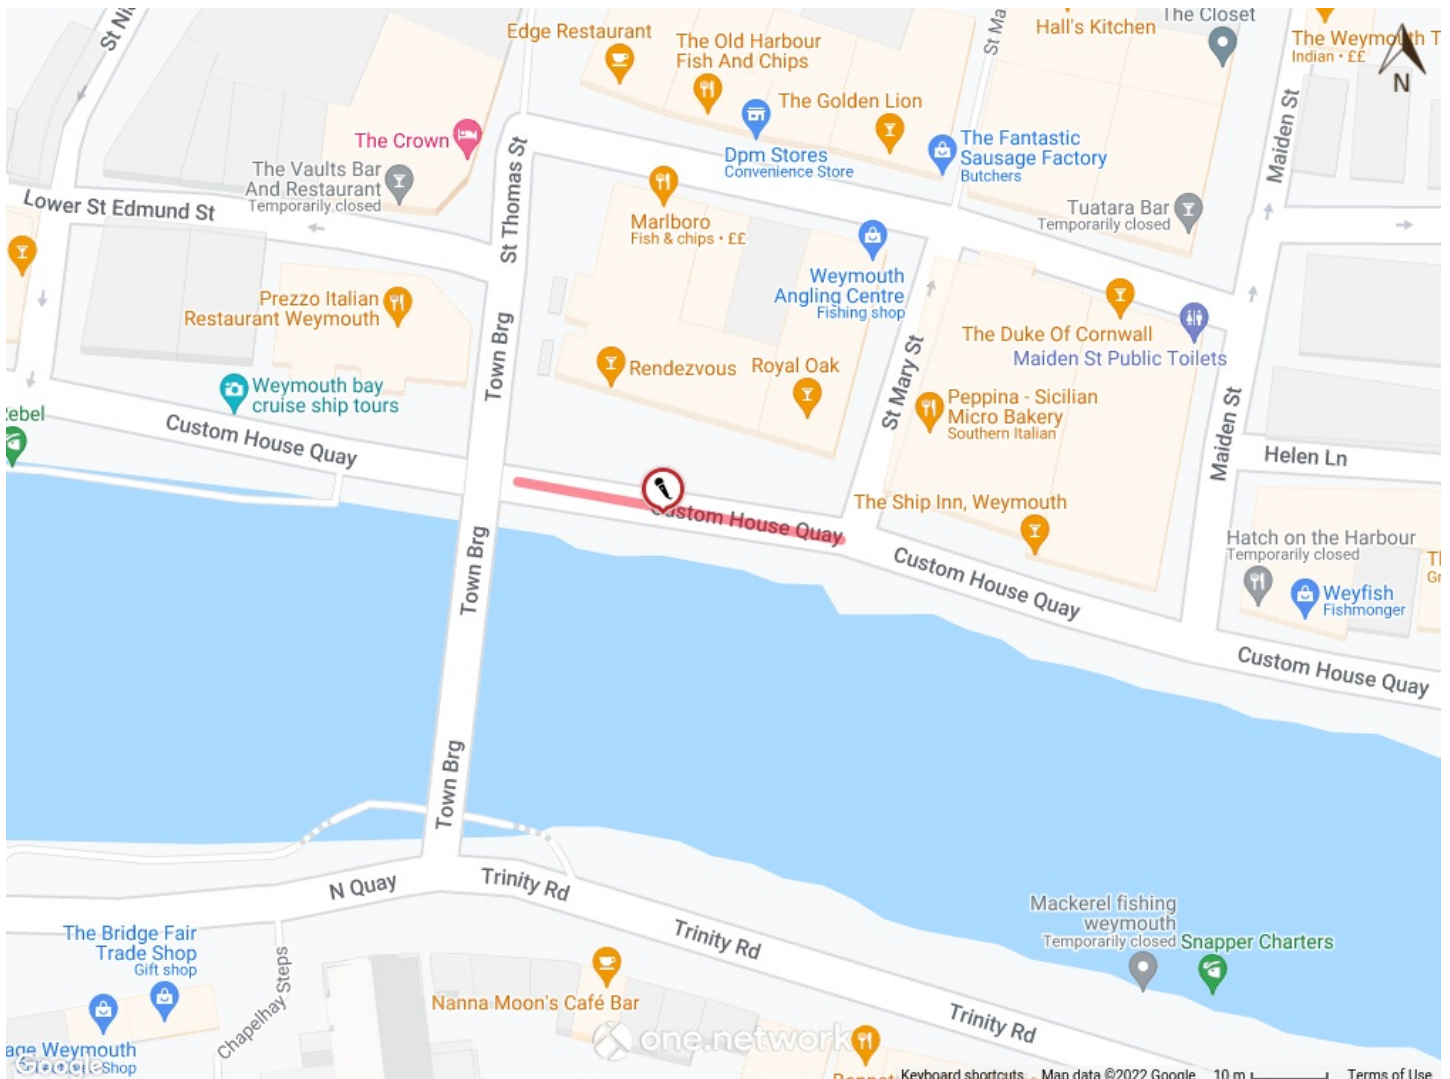 St Ni
Edge Restaurant
The Old Harbour
Fish And Chips
St Ma
Hall's Kitchen
The Closet
The Weymouth T
Indian • ££
N
The Golden Lion
Maiden St
The Crown
St Thomas St
Dpm Stores
Convenience Store
The Fantastic
Sausage Factory
Butchers
The Vaults Bar
And Restaurant
Temporarily closed
Lower St Edmund St
Marlboro
Fish & chips • ££
Tuatara Bar
Temporarily closed
Weymouth
Angling Centre
Fishing shop
Prezzo Italian
Restaurant Weymouth
Town Brg
The Duke Of Cornwall
Maiden St Public Toilets
Rendezvous
Royal Oak
St Mary St
Weymouth bay
cruise ship tours
Peppina - Sicilian
Micro Bakery
Southern Italian
Maiden St
ebel
Custom House Quay
Helen Ln
The Ship Inn, Weymouth
Custom House Quay
Custom House Quay
Town Brg
Hatch on the Harbour
Temporarily closed
Weyfish
Fishmonger
Custom House Quay
Town Brg
N Quay
Trinity Rd
Mackerel fishing
weymouth
Temporarily closed
Snapper Charters
The Bridge Fair
Trade Shop
Gift shop
Trinity Rd
Chapelhay Steps
Nanna Moon's Café Bar
Trinity Rd
one.network
age Weymouth
Shop
Google
Keyboard shortcuts
Map data ©2022 Google
10 m
Terms of Use